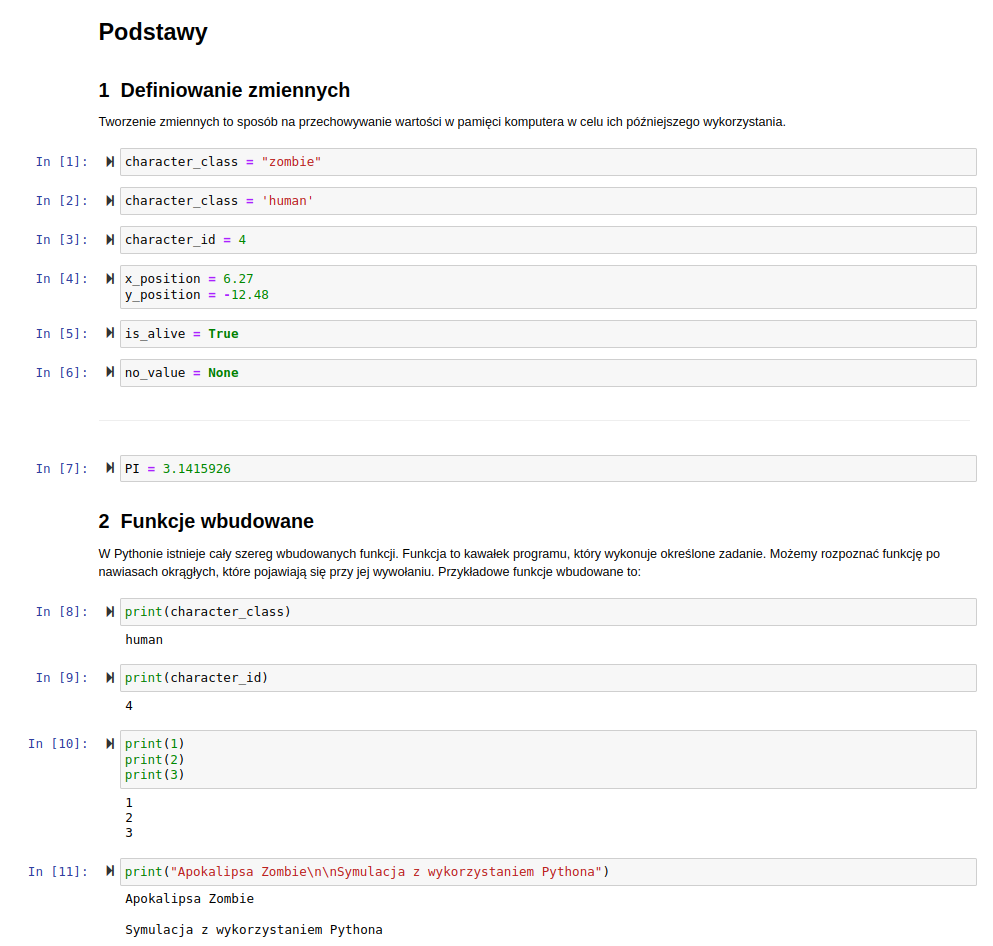 Podstawy
1 Definiowanie zmiennych
Tworzenie zmiennych to sposób na przechowywanie wartości w pamięci komputera w celu ich późniejszego wykorzystania.
In [1]: character_class = "zombie"
In [2]: character_class = 'human'
In [3]: character_id = 4
In [4]: x_position = 6.27
y_position = -12.48
In [5]: is_alive = True
In [6]: no_value = None
In [7]: PI = 3.1415926
2 Funkcje wbudowane
W Pythonie istnieje cały szereg wbudowanych funkcji. Funkcja to kawałek programu, który wykonuje określone zadanie. Możemy rozpoznać funkcję po
nawiasach okrągłych, które pojawiają się przy jej wywołaniu. Przykładowe funkcje wbudowane to:
In [8]: print(character_class)
human
In [9]: print(character_id)
4
In [10]: print(1)
print(2)
print(3)
1
2
3
In [11]: print("Apokalipsa Zombie\n\nSymulacja z wykorzystaniem Pythona")
Apokalipsa Zombie
Symulacja z wykorzystaniem Pythona